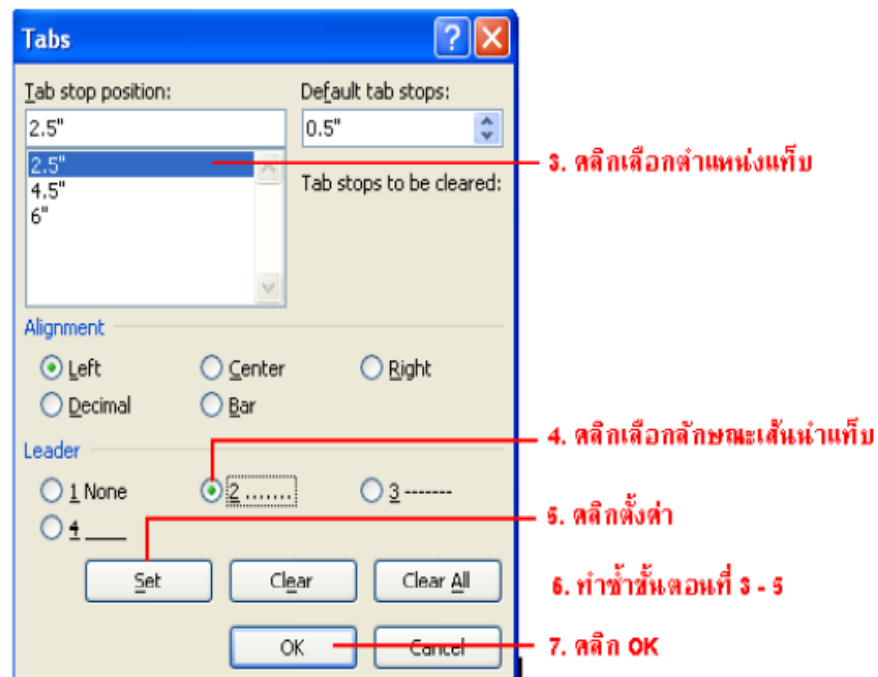 Tabs
Tab stop position:
Default tab stops:
2.5"
0.5"
2.5"
4.5"
6"
3. คลิกเลือกตำแหน่งแท็บ
Tab stops to be cleared:
Alignment
Left
Center
Right
Decimal
Bar
4. คลิกเลือกลักษณะเส้นนำแท็บ
Leader
1 None
2 .......
3 -------
4 ____
5. คลิกตั้งค่า
Set
Clear
Clear All
6. ทำซ้ำขั้นตอนที่ 3 - 5
OK
Cancel
7. คลิก OK